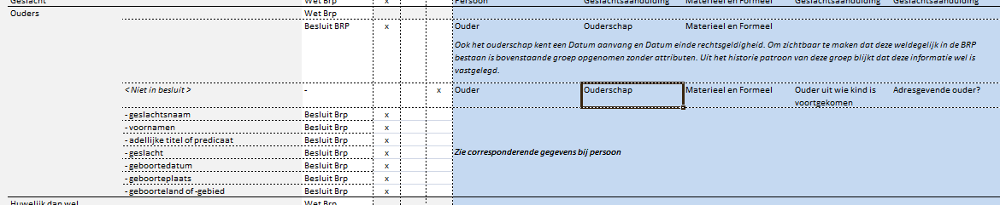 Geslacht Wet Brp x Persoon Geslachtsaanduiding Materieel en Formeel Geslachtsaanduiding Geslachtsaanduiding
Ouders Wet Brp
Besluit BRP x Ouder Ouderschap Materieel en Formeel
Ook het ouderschap kent een Datum aanvang en Datum einde rechtsgeldigheid. Om zichtbaar te maken dat deze weldegelijk in de BRP
bestaan is bovenstaande groep opgenomen zonder attributen. Uit het historie patroon van deze groep blijkt dat deze informatie wel is
vastgelegd.
< Niet in besluit > - x Ouder Ouderschap Materieel en Formeel Ouder uit wie kind is Adresgevende ouder?
voortgekomen
- geslachtsnaam Besluit Brp x
- voornamen Besluit Brp x
- adellijke titel of predicaat Besluit Brp x
- geslacht Besluit Brp x Zie corresponderende gegevens bij persoon
- geboortedatum Besluit Brp x
- geboorteplaats Besluit Brp x
- geboorteland of -gebied Besluit Brp x
Huwelijk dan wel Wet Brp